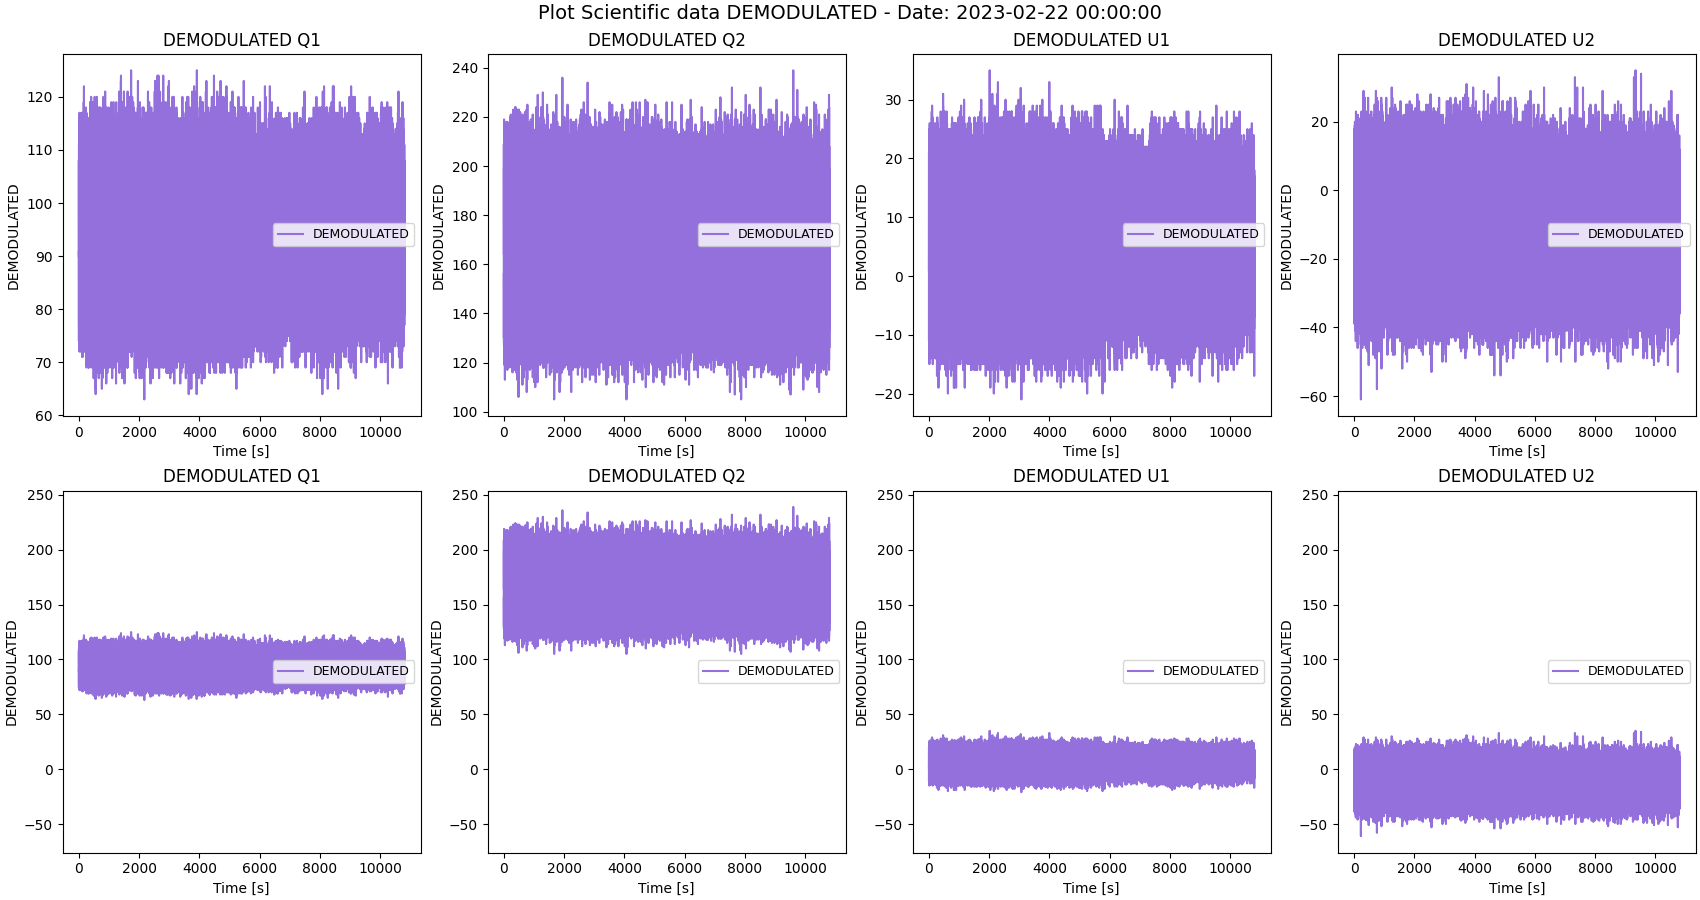 Plot Scientific data DEMODULATED - Date: 2023-02-22 00:00:00
DEMODULATED Q1
DEMODULATED Q2
DEMODULATED U1
DEMODULATED U2
DEMODULATED
120
110
100
90
80
70
60
DEMODULATED
0 2000 4000 6000 8000 10000
Time [s]
DEMODULATED
240
220
200
180
160
140
120
100
DEMODULATED
0 2000 4000 6000 8000 10000
Time [s]
DEMODULATED
30
20
10
0
−10
−20
DEMODULATED
0 2000 4000 6000 8000 10000
Time [s]
DEMODULATED
20
0
−20
−40
−60
DEMODULATED
0 2000 4000 6000 8000 10000
Time [s]
DEMODULATED Q1
DEMODULATED Q2
DEMODULATED U1
DEMODULATED U2
DEMODULATED
250
200
150
100
50
0
−50
DEMODULATED
0 2000 4000 6000 8000 10000
Time [s]
DEMODULATED
250
200
150
100
50
0
−50
DEMODULATED
0 2000 4000 6000 8000 10000
Time [s]
DEMODULATED
250
200
150
100
50
0
−50
DEMODULATED
0 2000 4000 6000 8000 10000
Time [s]
DEMODULATED
250
200
150
100
50
0
−50
DEMODULATED
0 2000 4000 6000 8000 10000
Time [s]